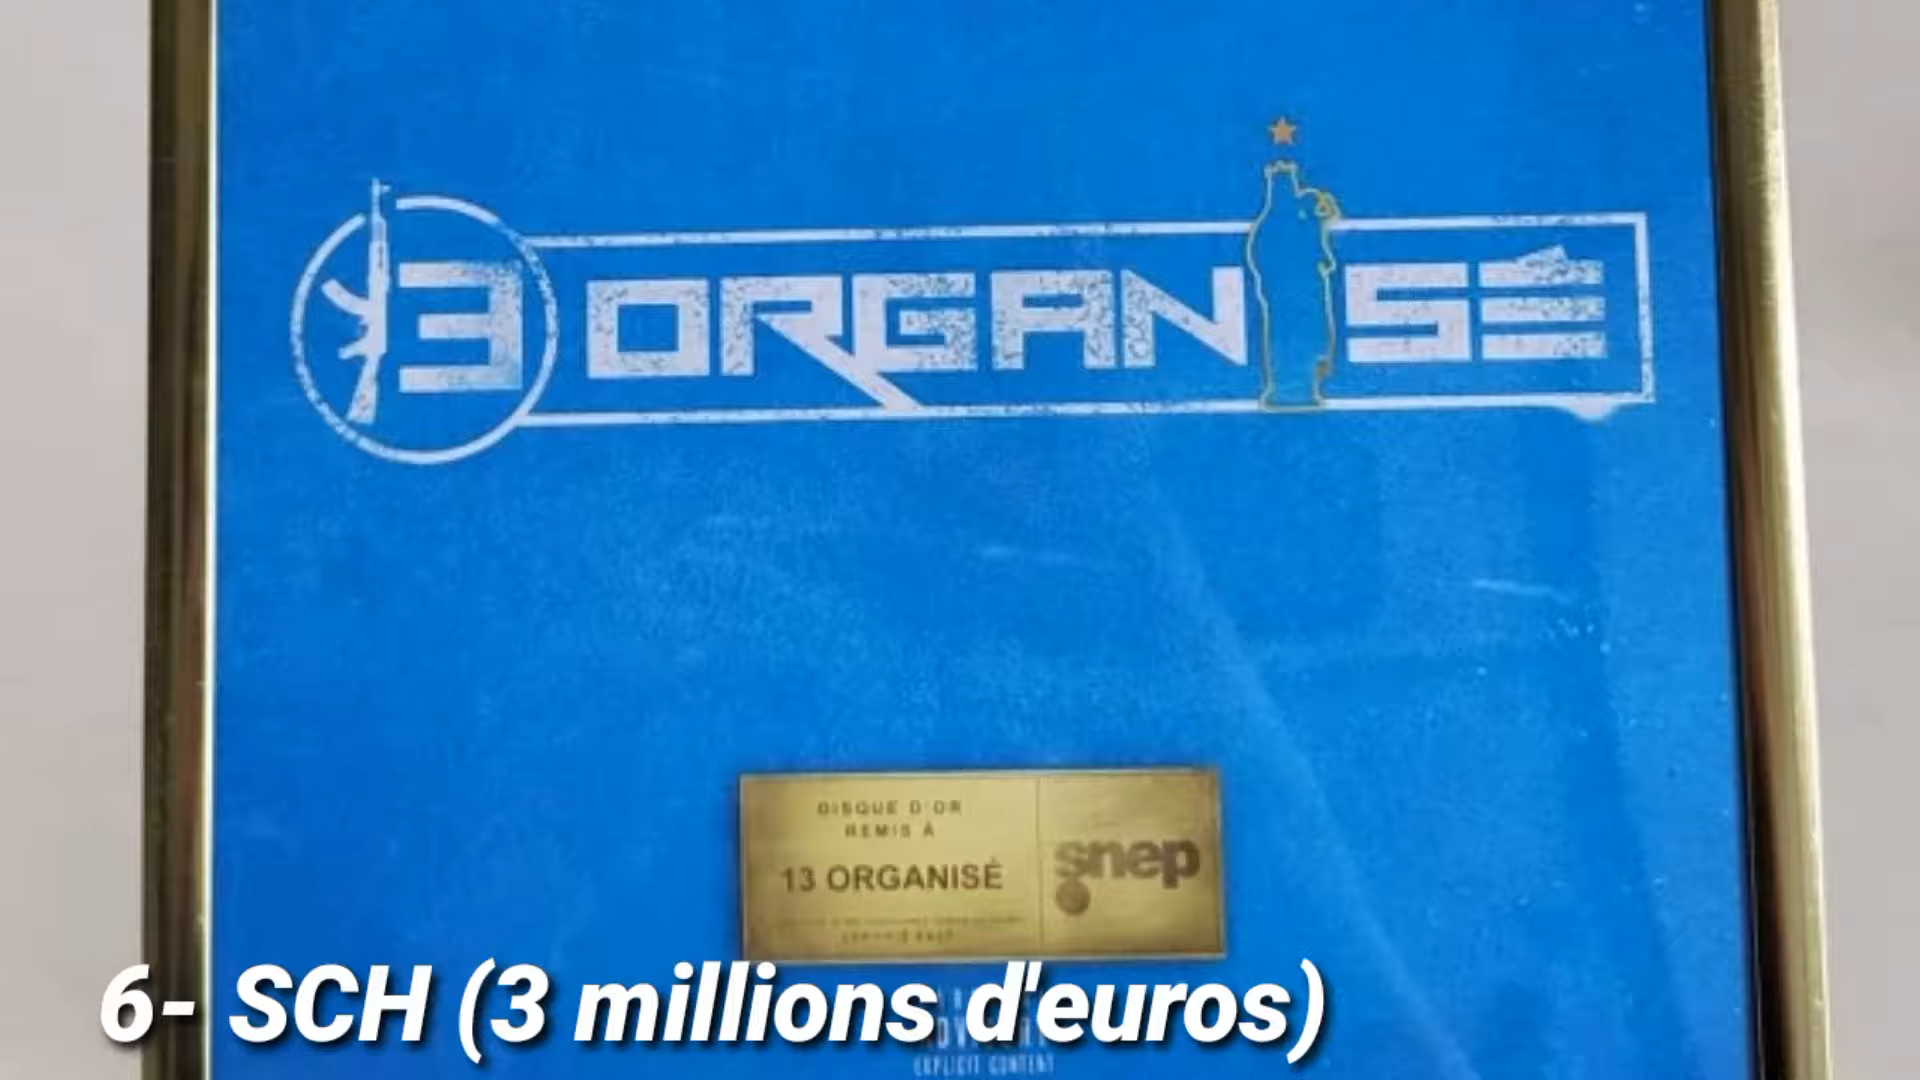 13 ORGANISÉ
DISQUE D'OR
REMIS À
13 ORGANISÉ
snep
6- SCH (3 millions d'euros)
EXPLICIT CONTENT